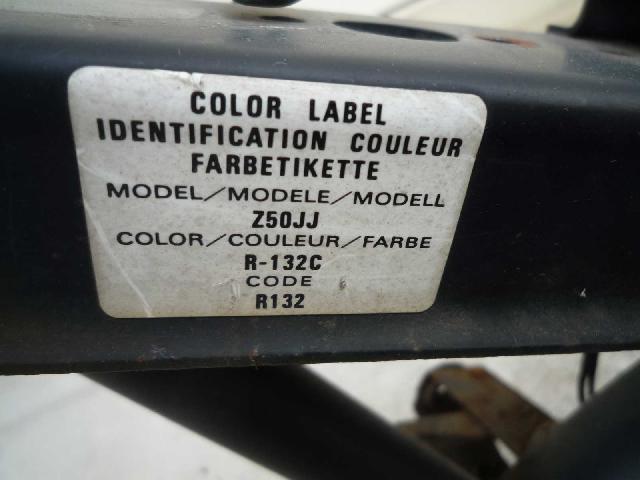 COLOR LABEL
IDENTIFICATION COULEUR
FARBETIKETTE
MODEL/MODELE/MODELL
Z50JJ
COLOR/COULEUR/FARBE
R-132C
CODE
R132